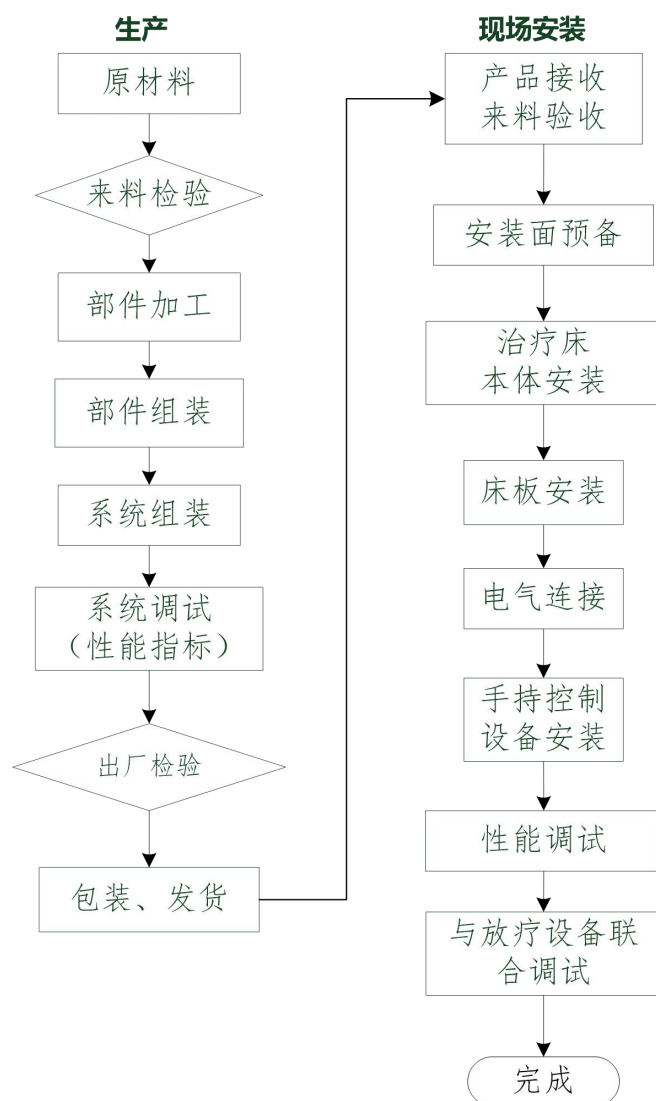 生产
原材料
来料检验
部件加工
部件组装
系统组装
系统调试
（性能指标）
出厂检验
包装、发货
现场安装
产品接收
来料验收
安装面预备
治疗床
本体安装
床板安装
电气连接
手持控制
设备安装
性能调试
与放疗设备联
合调试
完成